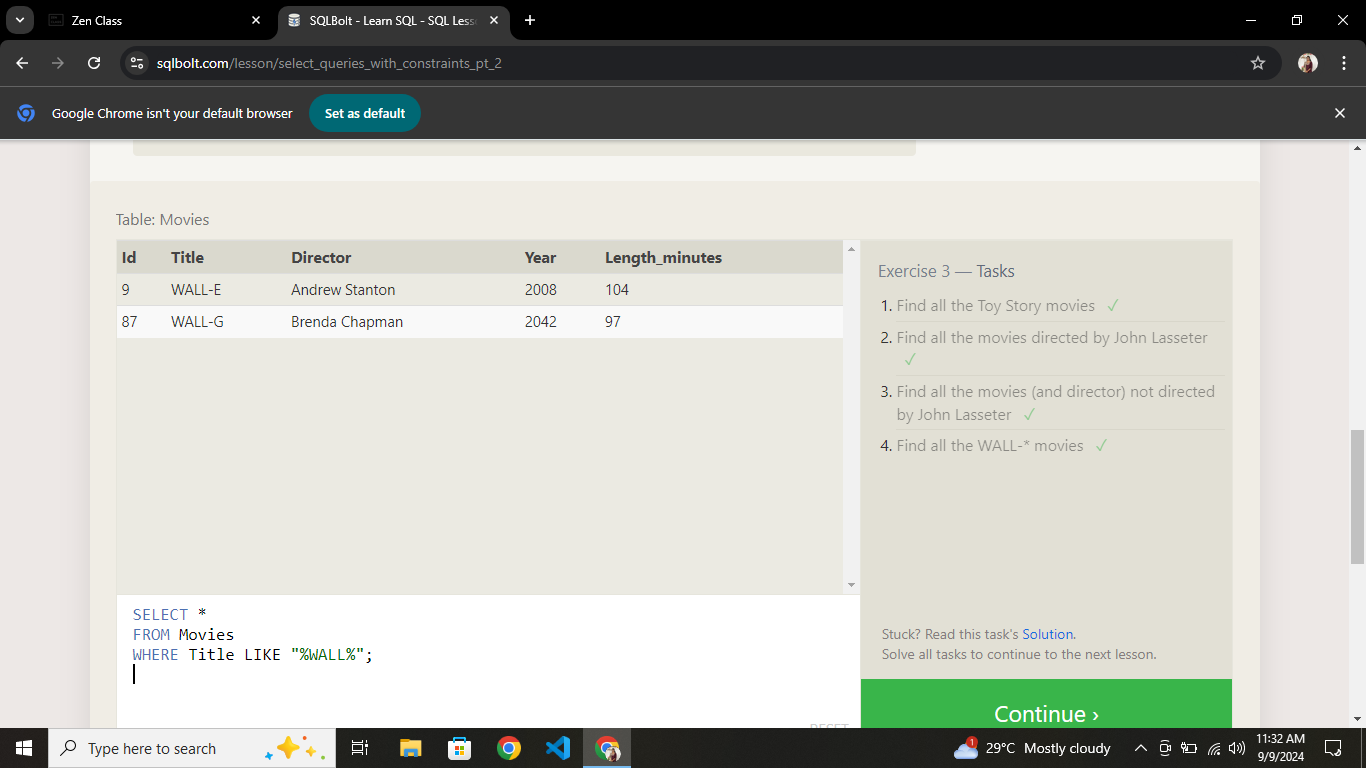 Zen Class
SQLBolt - Learn SQL - SQL Less
sqlbolt.com/lesson/select_queries_with_constraints_pt_2
Google Chrome isn't your default browser
Set as default
Table: Movies
Id Title Director Year Length_minutes
9 WALL-E Andrew Stanton 2008 104
87 WALL-G Brenda Chapman 2042 97
Exercise 3 — Tasks
1. Find all the Toy Story movies ✓
2. Find all the movies directed by John Lasseter
✓
3. Find all the movies (and director) not directed
by John Lasseter ✓
4. Find all the WALL-* movies ✓
SELECT *
FROM Movies
WHERE Title LIKE "%WALL%";
RESET
Stuck? Read this task's Solution.
Solve all tasks to continue to the next lesson.
Continue ›
Type here to search
1
29°C Mostly cloudy
11:32 AM
9/9/2024